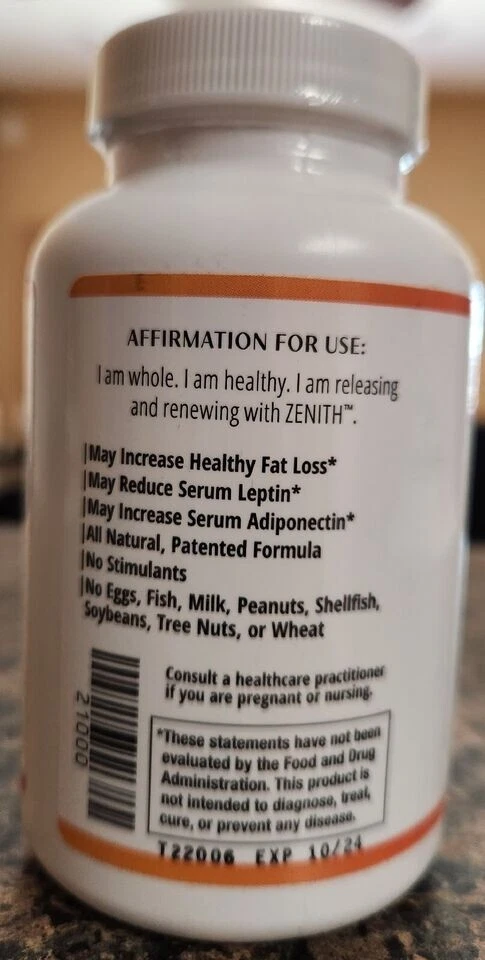 AFFIRMATION FOR USE:
I am whole. I am healthy. I am releasing
and renewing with ZENITH™.
|May Increase Healthy Fat Loss*
|May Reduce Serum Leptin*
|May Increase Serum Adiponectin*
|All Natural, Patented Formula
|No Stimulants
|No Eggs, Fish, Milk, Peanuts, Shellfish,
Soybeans, Tree Nuts, or Wheat
21000
Consult a healthcare practitioner
if you are pregnant or nursing.
*These statements have not been
evaluated by the Food and Drug
Administration. This product is
not intended to diagnose, treat,
cure, or prevent any disease.
T22006 EXP 10/24